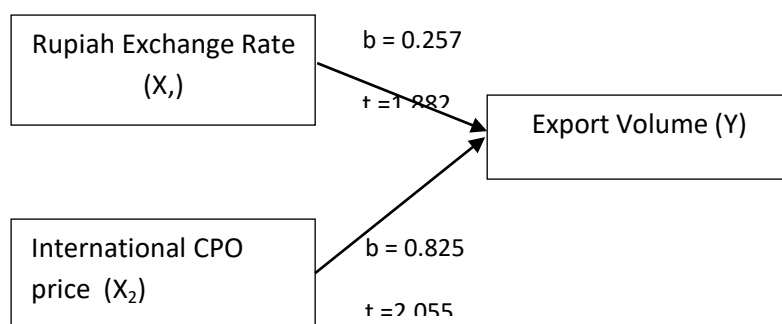 Rupiah Exchange Rate
(X,)
b = 0.257
t =1.882
Export Volume (Y)
International CPO
price (X₂)
b = 0.825
t =2.055